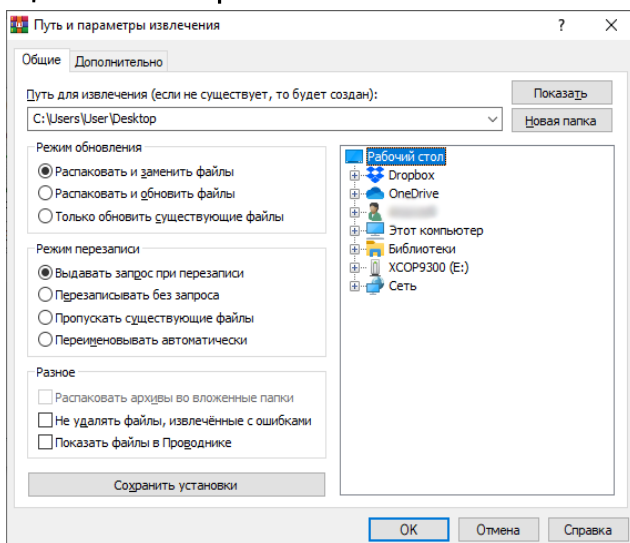 Путь и параметры извлечения
Общие Дополнительно
Путь для извлечения (если не существует, то будет создан):
Показать
C:\Users\User\Desktop
Новая папка
Режим обновления
Распаковать и заменить файлы
Распаковать и обновить файлы
Только обновить существующие файлы
Режим перезаписи
Выдавать запрос при перезаписи
Перезаписывать без запроса
Пропускать существующие файлы
Переименовывать автоматически
Разное
Распаковать архивы во вложенные папки
Не удалять файлы, извлечённые с ошибками
Показать файлы в Проводнике
Сохранить установки
Рабочий стол
Dropbox
OneDrive
Этот компьютер
Библиотеки
XCOP9300 (E:)
Сеть
OK Отмена Справка